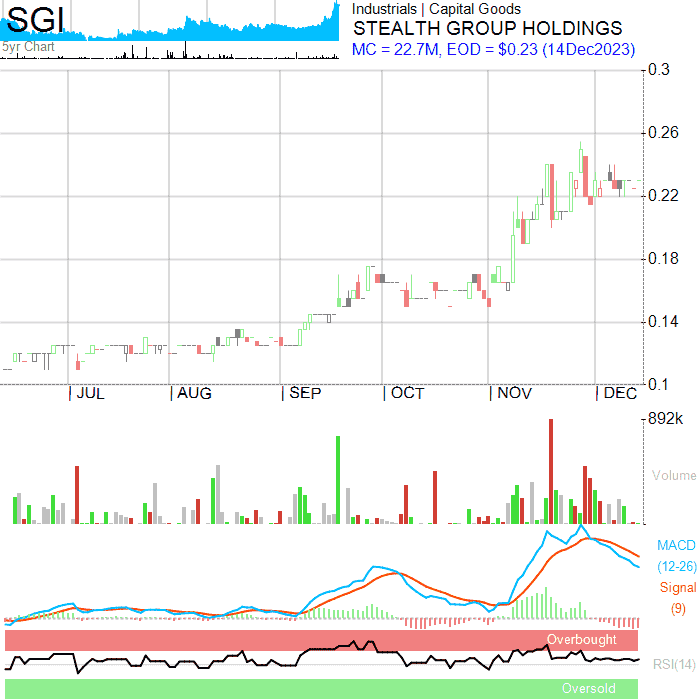 SGI
5yr Chart
Industrials | Capital Goods
STEALTH GROUP HOLDINGS
MC = 22.7M, EOD = $0.23 (14Dec2023)
0.3
0.26
0.22
0.18
0.14
0.1
JUL AUG SEP OCT NOV DEC
892k
Volume
MACD
(12-26)
Signal
(9)
Overbought
RSI(14)
Oversold